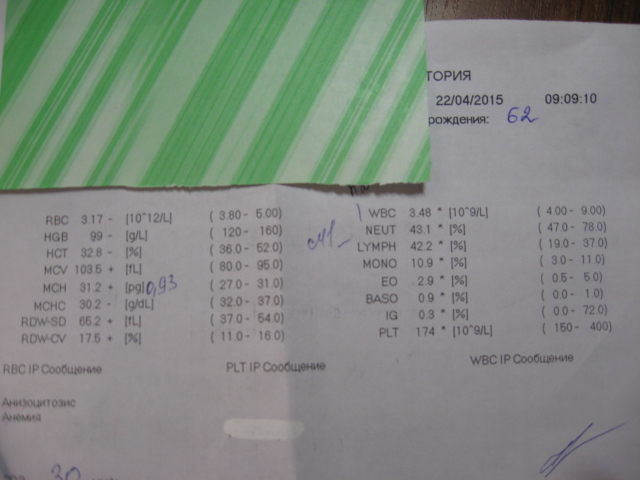 ТОРИЯ
22/04/2015 09:09:10
рождения: 62
RBC 3.17 - [10^12/L] ( 3.80 - 5.00)
HGB 99 - [g/L] ( 120 - 160)
HCT 32.8 - [%] ( 36.0 - 52.0)
MCV 103.5 + [fL] ( 80.0 - 95.0)
MCH 31.2 + [pg] 0,93 ( 27.0 - 31.0)
MCHC 30.2 - [g/dL] ( 32.0 - 37.0)
RDW-SD 65.2 + [fL] ( 37.0 - 54.0)
RDW-CV 17.5 + [%] ( 11.0 - 16.0)
WBC 3.48 * [10^9/L] ( 4.00 - 9.00)
NEUT 43.1 * [%] ( 47.0 - 78.0)
LYMPH 42.2 * [%] ( 19.0 - 37.0)
MONO 10.9 * [%] ( 3.0 - 11.0)
EO 2.9 * [%] ( 0.5 - 5.0)
BASO 0.9 * [%] ( 0.0 - 1.0)
IG 0.3 * [%] ( 0.0 - 72.0)
PLT 174 * [10^9/L] ( 150 - 400)
RBC IP Сообщение PLT IP Сообщение WBC IP Сообщение
Анизоцитозис
Анемия
30